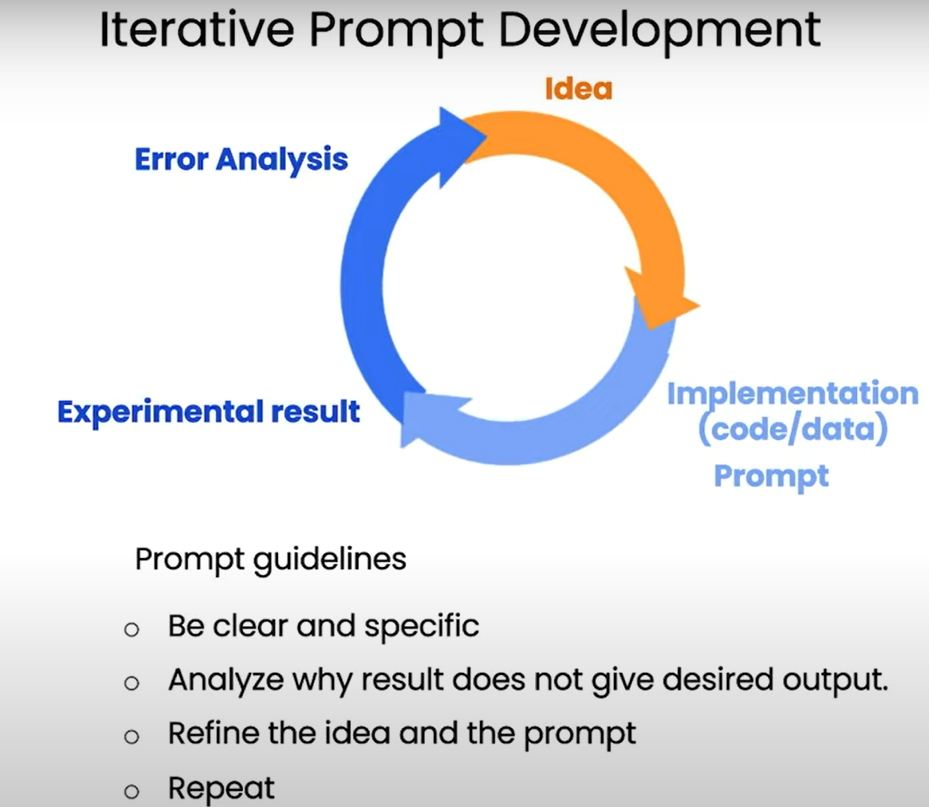 Iterative Prompt Development
Idea
Error Analysis
Experimental result
Implementation
(code/data)
Prompt
Prompt guidelines
o Be clear and specific
o Analyze why result does not give desired output.
o Refine the idea and the prompt
o Repeat